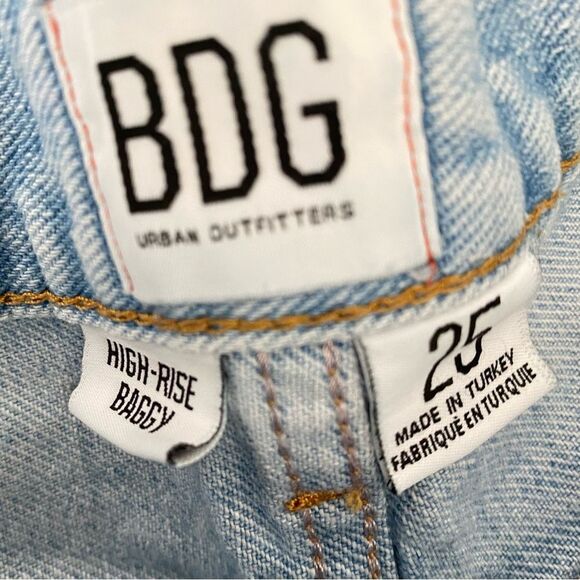 BDG
URBAN OUTFITTERS
HIGH-RISE
BAGGY
25
MADE IN TURKEY
FABRIQUÉ EN TURQUIE